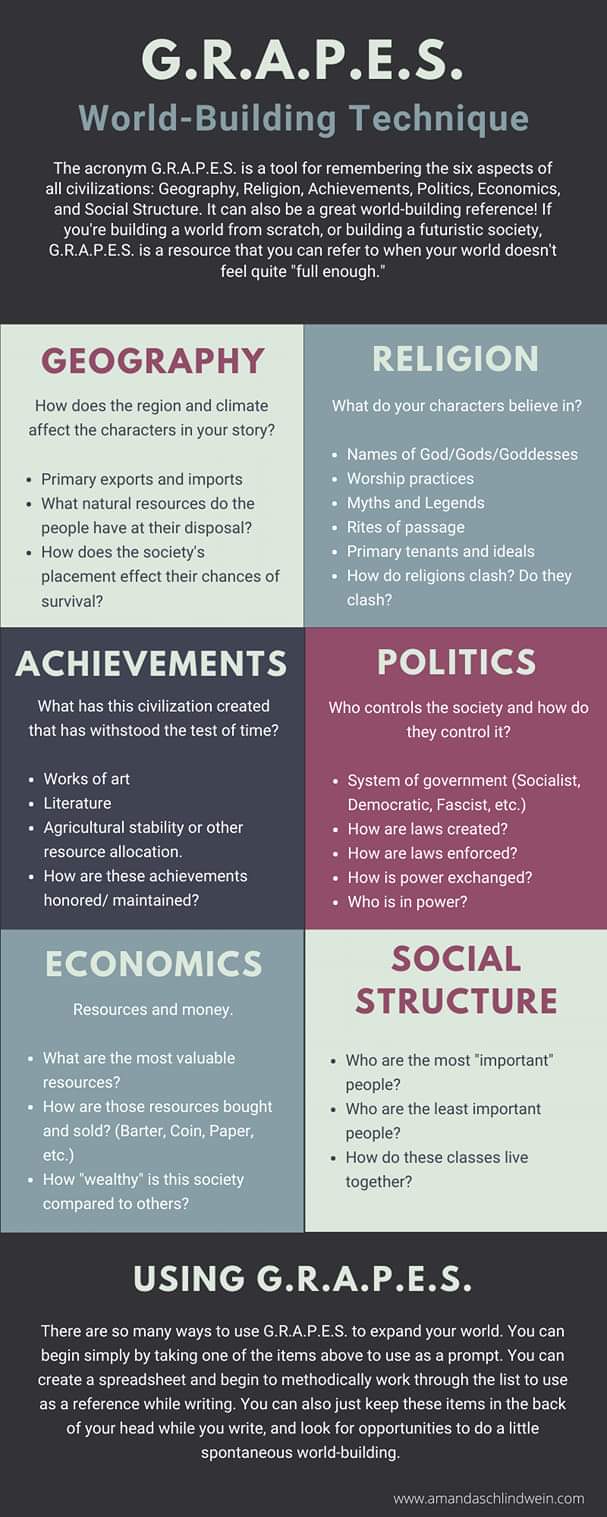 G.R.A.P.E.S.
World-Building Technique
The acronym G.R.A.P.E.S. is a tool for remembering the six aspects of
all civilizations: Geography, Religion, Achievements, Politics, Economics,
and Social Structure. It can also be a great world-building reference! If
you're building a world from scratch, or building a futuristic society,
G.R.A.P.E.S. is a resource that you can refer to when your world doesn't
feel quite "full enough."
GEOGRAPHY
How does the region and climate
affect the characters in your story?
• Primary exports and imports
• What natural resources do the
people have at their disposal?
• How does the society's
placement effect their chances of
survival?
RELIGION
What do your characters believe in?
• Names of God/Gods/Goddesses
• Worship practices
• Myths and Legends
• Rites of passage
• Primary tenants and ideals
• How do religions clash? Do they
clash?
ACHIEVEMENTS
What has this civilization created
that has withstood the test of time?
• Works of art
• Literature
• Agricultural stability or other
resource allocation.
• How are these achievements
honored/ maintained?
POLITICS
Who controls the society and how do
they control it?
• System of government (Socialist,
Democratic, Fascist, etc.)
• How are laws created?
• How are laws enforced?
• How is power exchanged?
• Who is in power?
ECONOMICS
Resources and money.
• What are the most valuable
resources?
• How are those resources bought
and sold? (Barter, Coin, Paper,
etc.)
• How "wealthy" is this society
compared to others?
SOCIAL
STRUCTURE
• Who are the most "important"
people?
• Who are the least important
people?
• How do these classes live
together?
USING G.R.A.P.E.S.
There are so many ways to use G.R.A.P.E.S. to expand your world. You can
begin simply by taking one of the items above to use as a prompt. You can
create a spreadsheet and begin to methodically work through the list to use
as a reference while writing. You can also just keep these items in the back
of your head while you write, and look for opportunities to do a little
spontaneous world-building.
www.amandaschlindwein.com